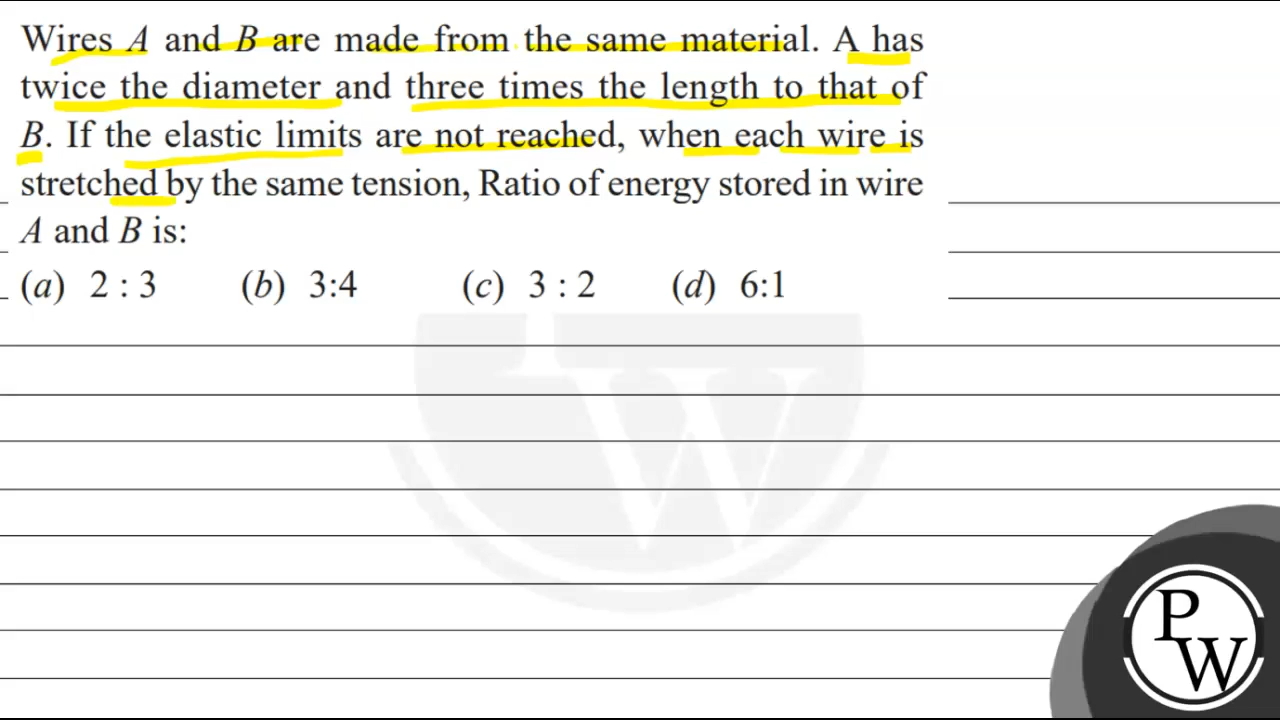 Wires A and B are made from the same material. A has
twice the diameter and three times the length to that of
B. If the elastic limits are not reached, when each wire is
stretched by the same tension, Ratio of energy stored in wire
A and B is:
(a) 2 : 3 (b) 3:4 (c) 3 : 2 (d) 6:1
W
P
W